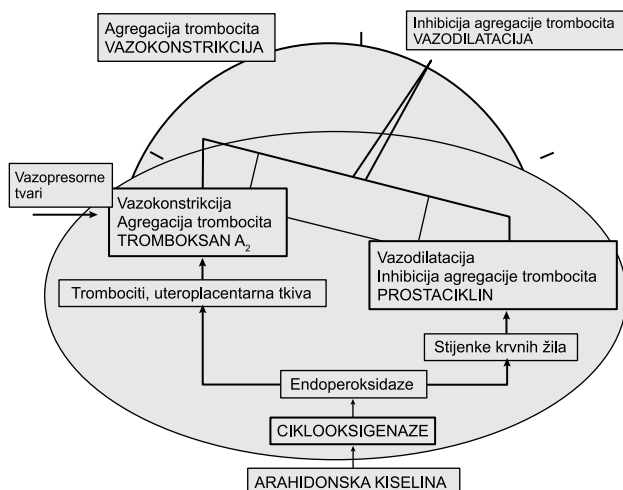 Agregacija trombocita
VAZOKONSTRIKCIJA
Inhibicija agregacije trombocita
VAZODILATACIJA
Vazopresorne
tvari
Vazokonstrikcija
Agregacija trombocita
TROMBOKSAN A₂
Vazodilatacija
Inhibicija agregacije trombocita
PROSTACIKLIN
Trombociti, uteroplacentarna tkiva
Stijenke krvnih žila
Endoperoksidaze
CIKLOOKSIGENAZE
ARAHIDONSKA KISELINA